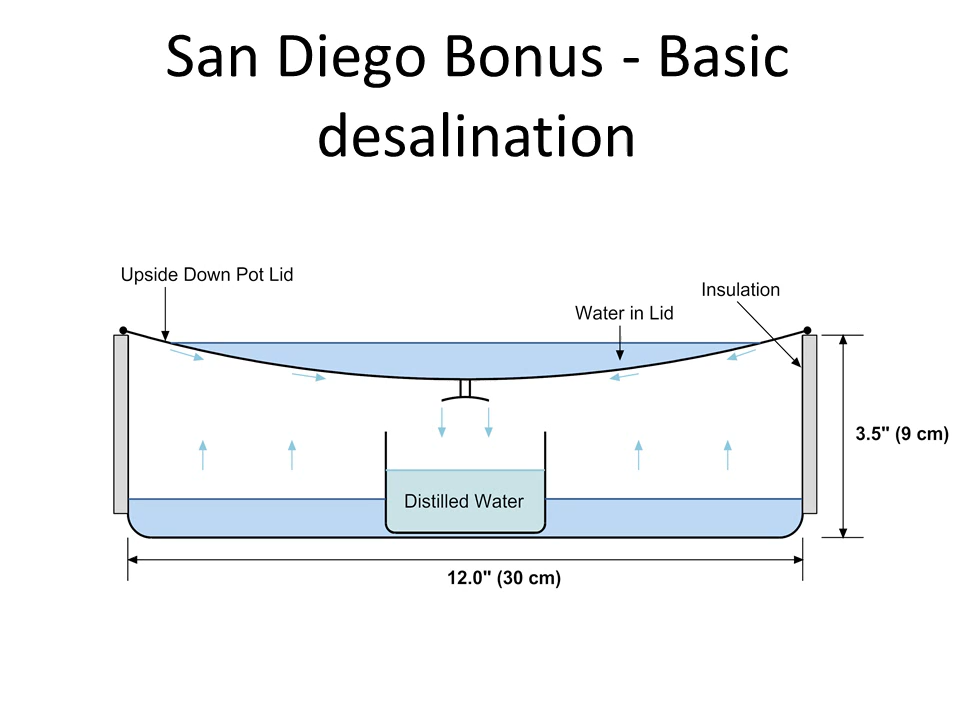 San Diego Bonus - Basic
desalination
Upside Down Pot Lid
Insulation
Water in Lid
3.5" (9 cm)
Distilled Water
12.0" (30 cm)